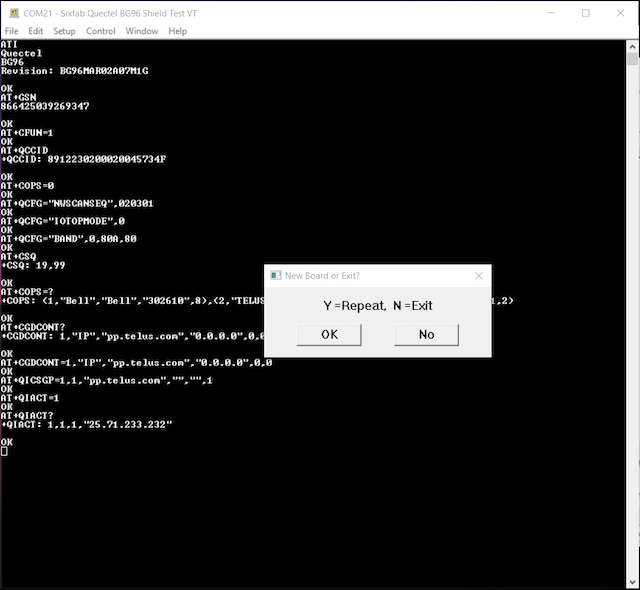 COM21 - Sixfab Quectel BG96 Shield Test VT
File Edit Setup Control Window Help
ATI
Quectel
BG96
Revision: BG96MAR02A07M1G
OK
AT+GSN
866425039269347
OK
AT+CFUN=1
OK
AT+QCCID
+QCCID: 8912230200020045734F
OK
AT+COPS=0
OK
AT+QCFG="NWSCANSEQ",020301
OK
AT+QCFG="IOTOPMODE",0
OK
AT+QCFG="BAND",0,80A,80
OK
AT+CSQ
+CSQ: 19,99
OK
AT+COPS=?
+COPS: (1,"Bell","Bell","302610",8),(2,"TELUS 1,2)
OK
AT+CGDCONT?
+CGDCONT: 1,"IP","pp.telus.com","0.0.0.0",0,0
OK
AT+CGDCONT=1,"IP","pp.telus.com","0.0.0.0",0,0
OK
AT+QICSGP=1,1,"pp.telus.com","","",1
OK
AT+QIACT=1
OK
AT+QIACT?
+QIACT: 1,1,1,"25.71.233.232"
OK
New Board or Exit?
Y =Repeat, N =Exit
OK No